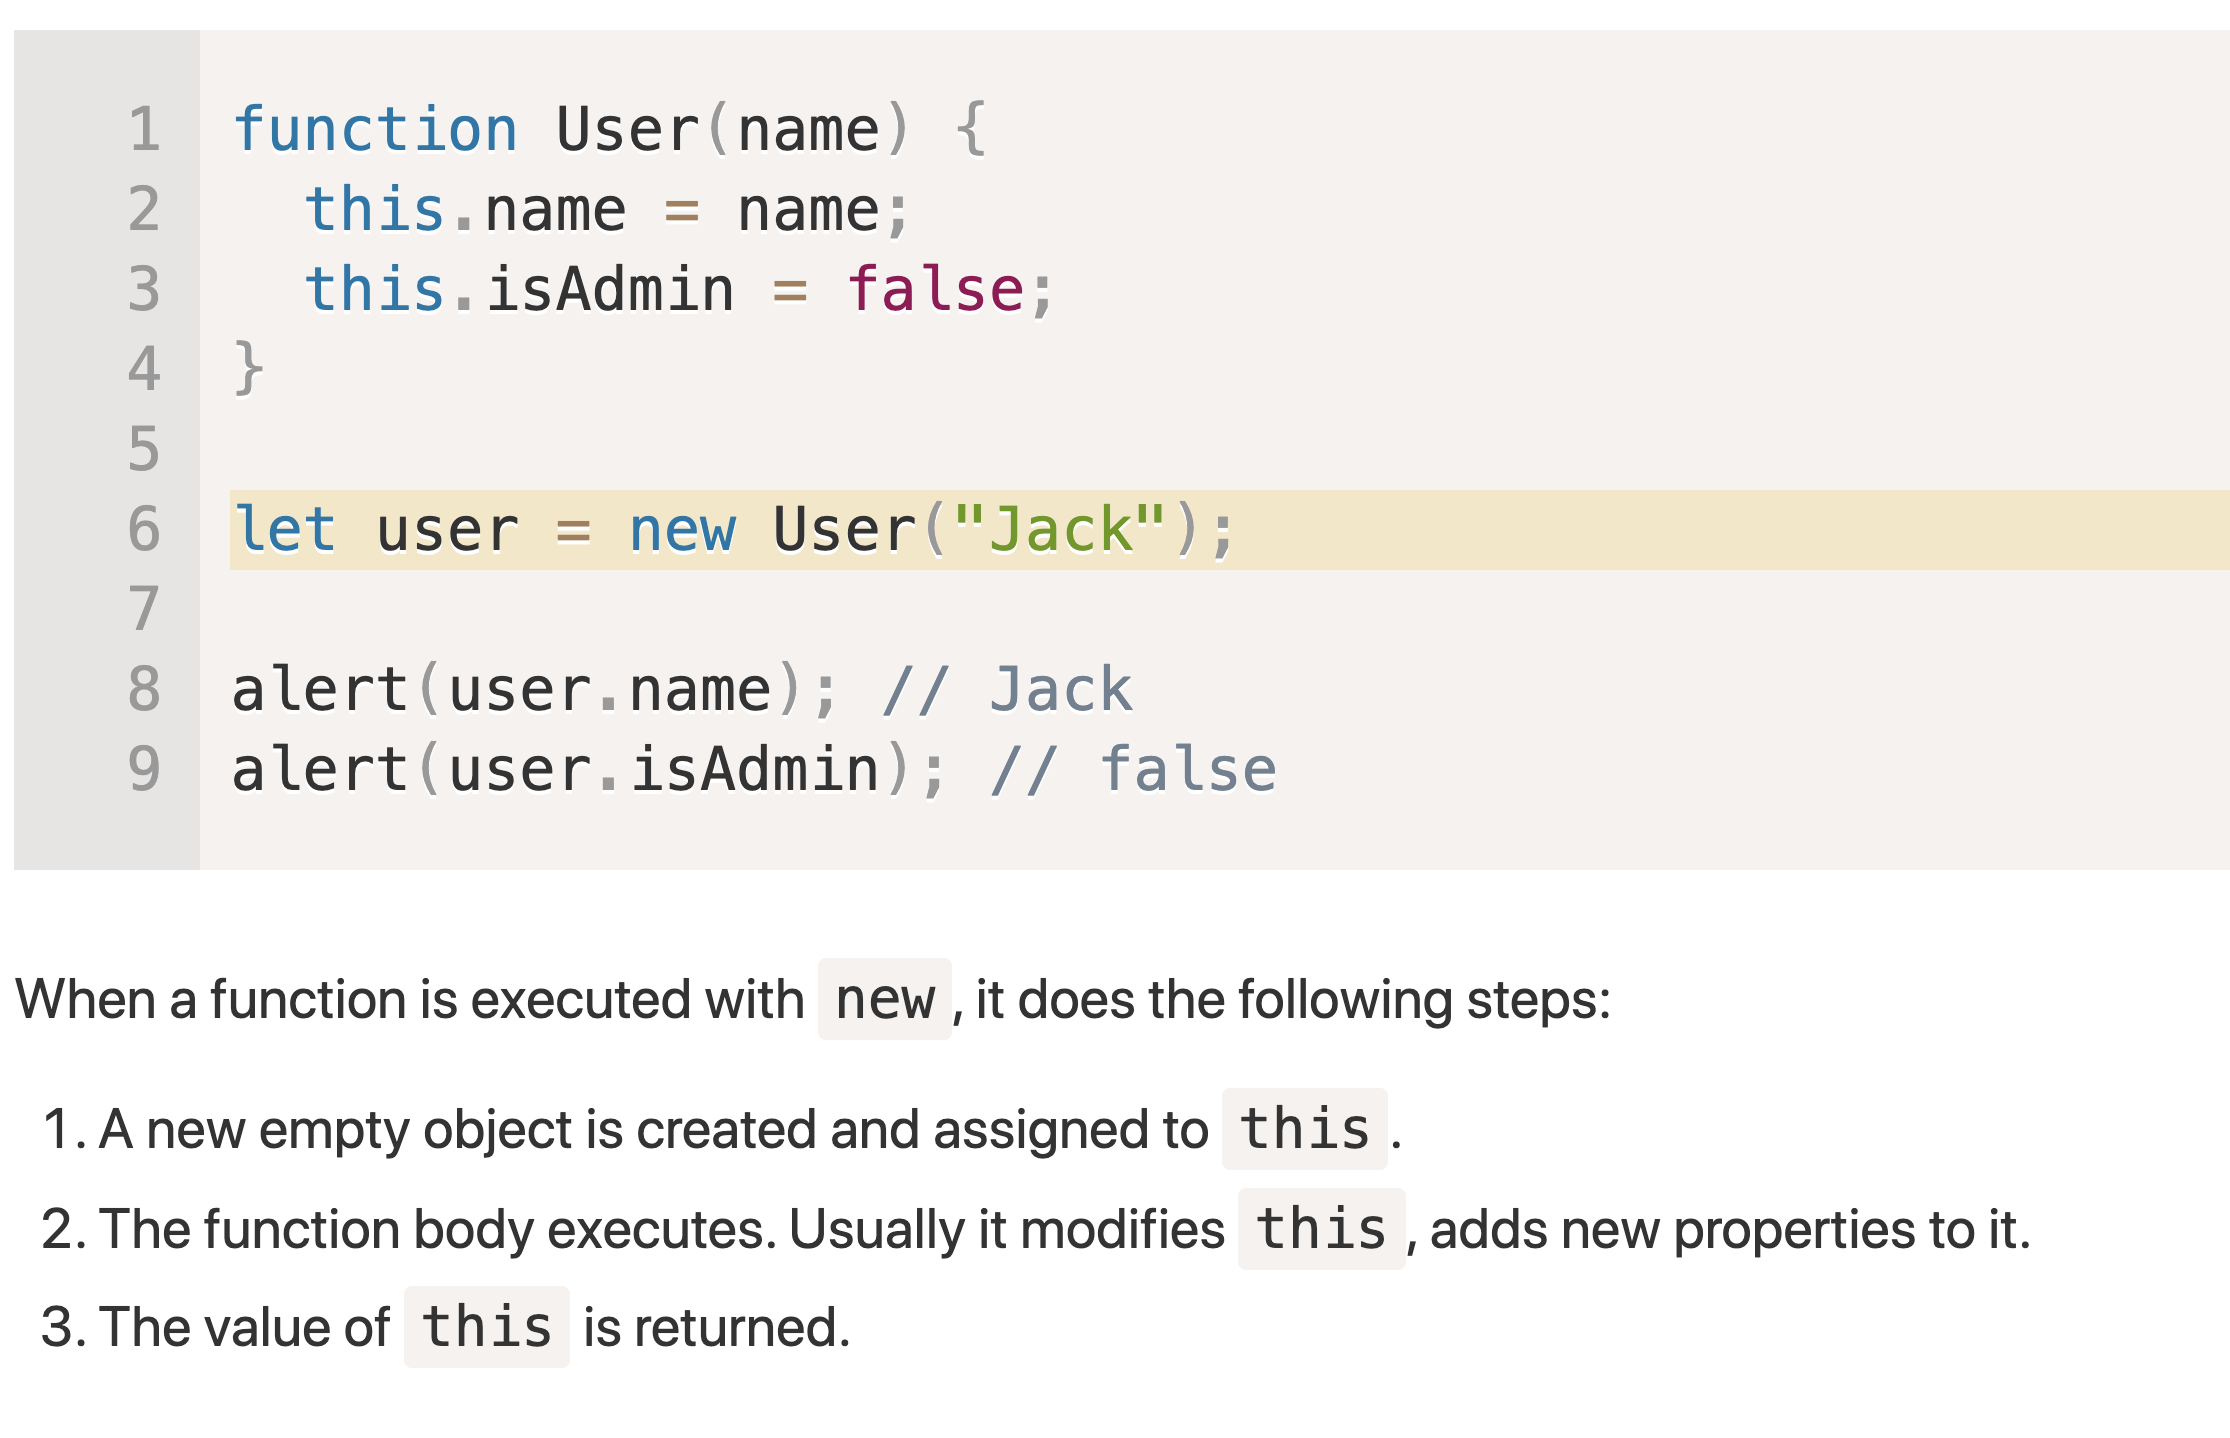 1 function User(name) {
2   this.name = name;
3   this.isAdmin = false;
4 }
5
6 let user = new User("Jack");
7
8 alert(user.name); // Jack
9 alert(user.isAdmin); // false
When a function is executed with new, it does the following steps:
1. A new empty object is created and assigned to this.
2. The function body executes. Usually it modifies this, adds new properties to it.
3. The value of this is returned.